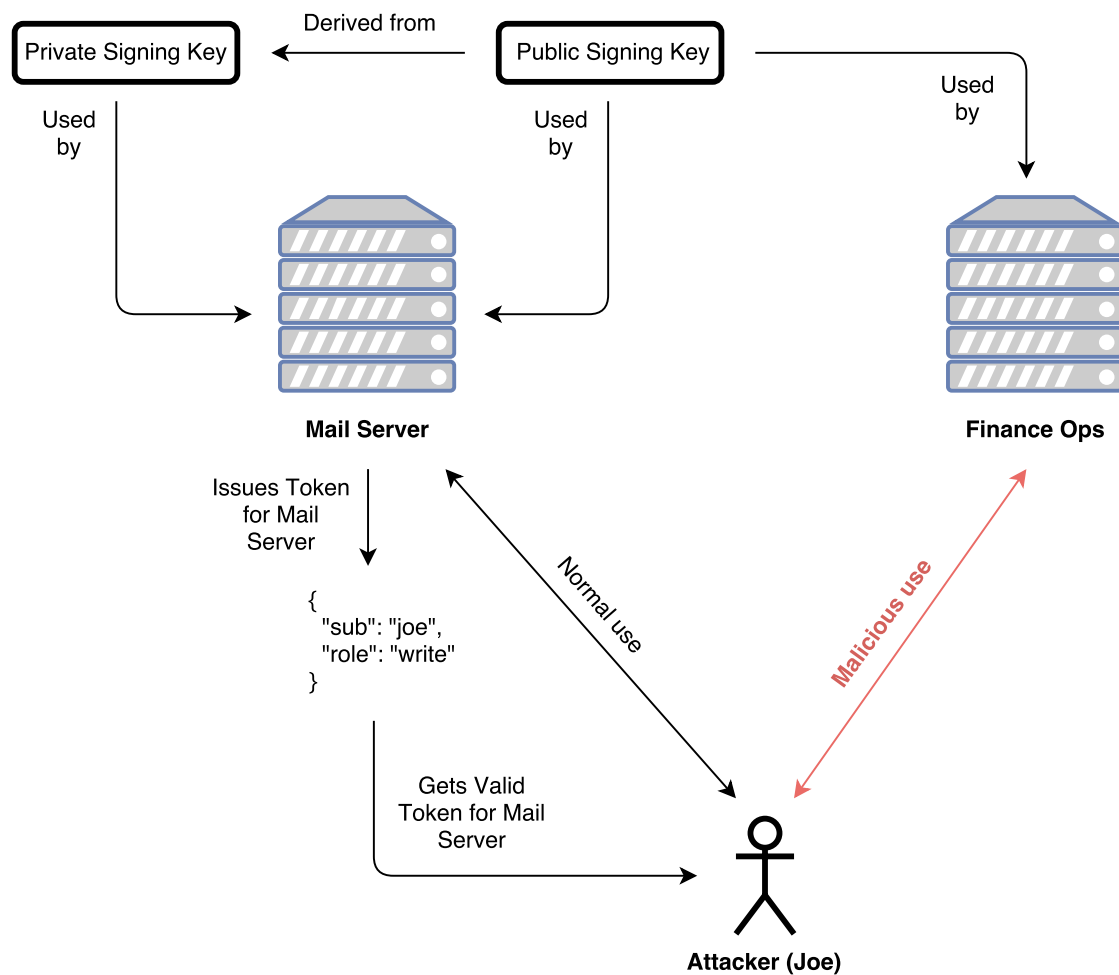 Derived from
Private Signing Key
Public Signing Key
Used
by
Used
by
Used
by
Mail Server
Finance Ops
Issues Token
for Mail
Server
{
"sub": "joe",
"role": "write"
}
Normal use
Malicious use
Gets Valid
Token for Mail
Server
Attacker (Joe)